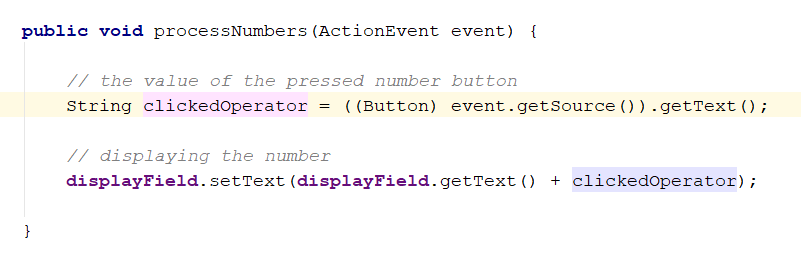 public void processNumbers(ActionEvent event) {
// the value of the pressed number button
String clickedOperator = ((Button) event.getSource()).getText();
// displaying the number
displayField.setText(displayField.getText() + clickedOperator);
}